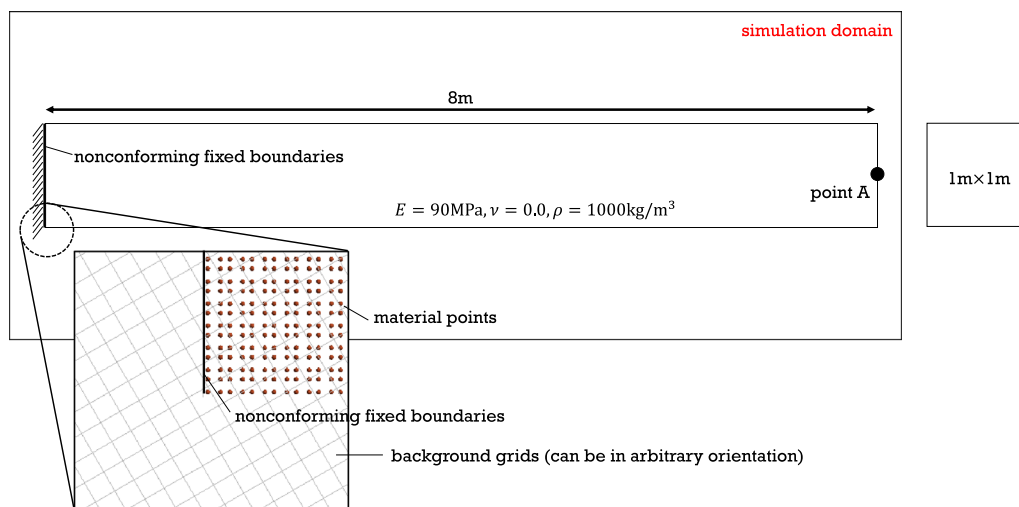 simulation domain
8m
nonconforming fixed boundaries
point A
1m×1m
E = 90MPa, ν = 0.0, ρ = 1000kg/m³
material points
nonconforming fixed boundaries
background grids (can be in arbitrary orientation)